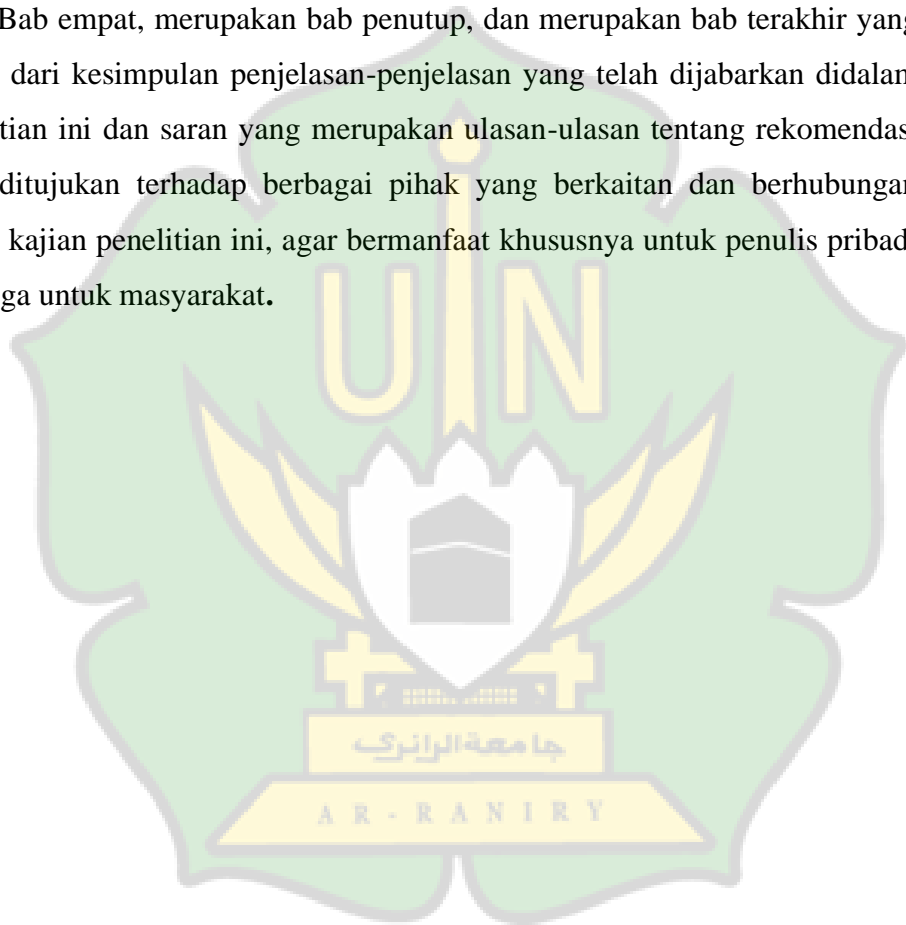 Bab empat, merupakan bab penutup, dan merupakan bab terakhir yang
dari kesimpulan penjelasan-penjelasan yang telah dijabarkan didalam
tian ini dan saran yang merupakan ulasan-ulasan tentang rekomendas
ditujukan terhadap berbagai pihak yang berkaitan dan berhubungan
kajian penelitian ini, agar bermanfaat khususnya untuk penulis pribad
ga untuk masyarakat.
UIN
جامعة الرانري
AR-RANIRY